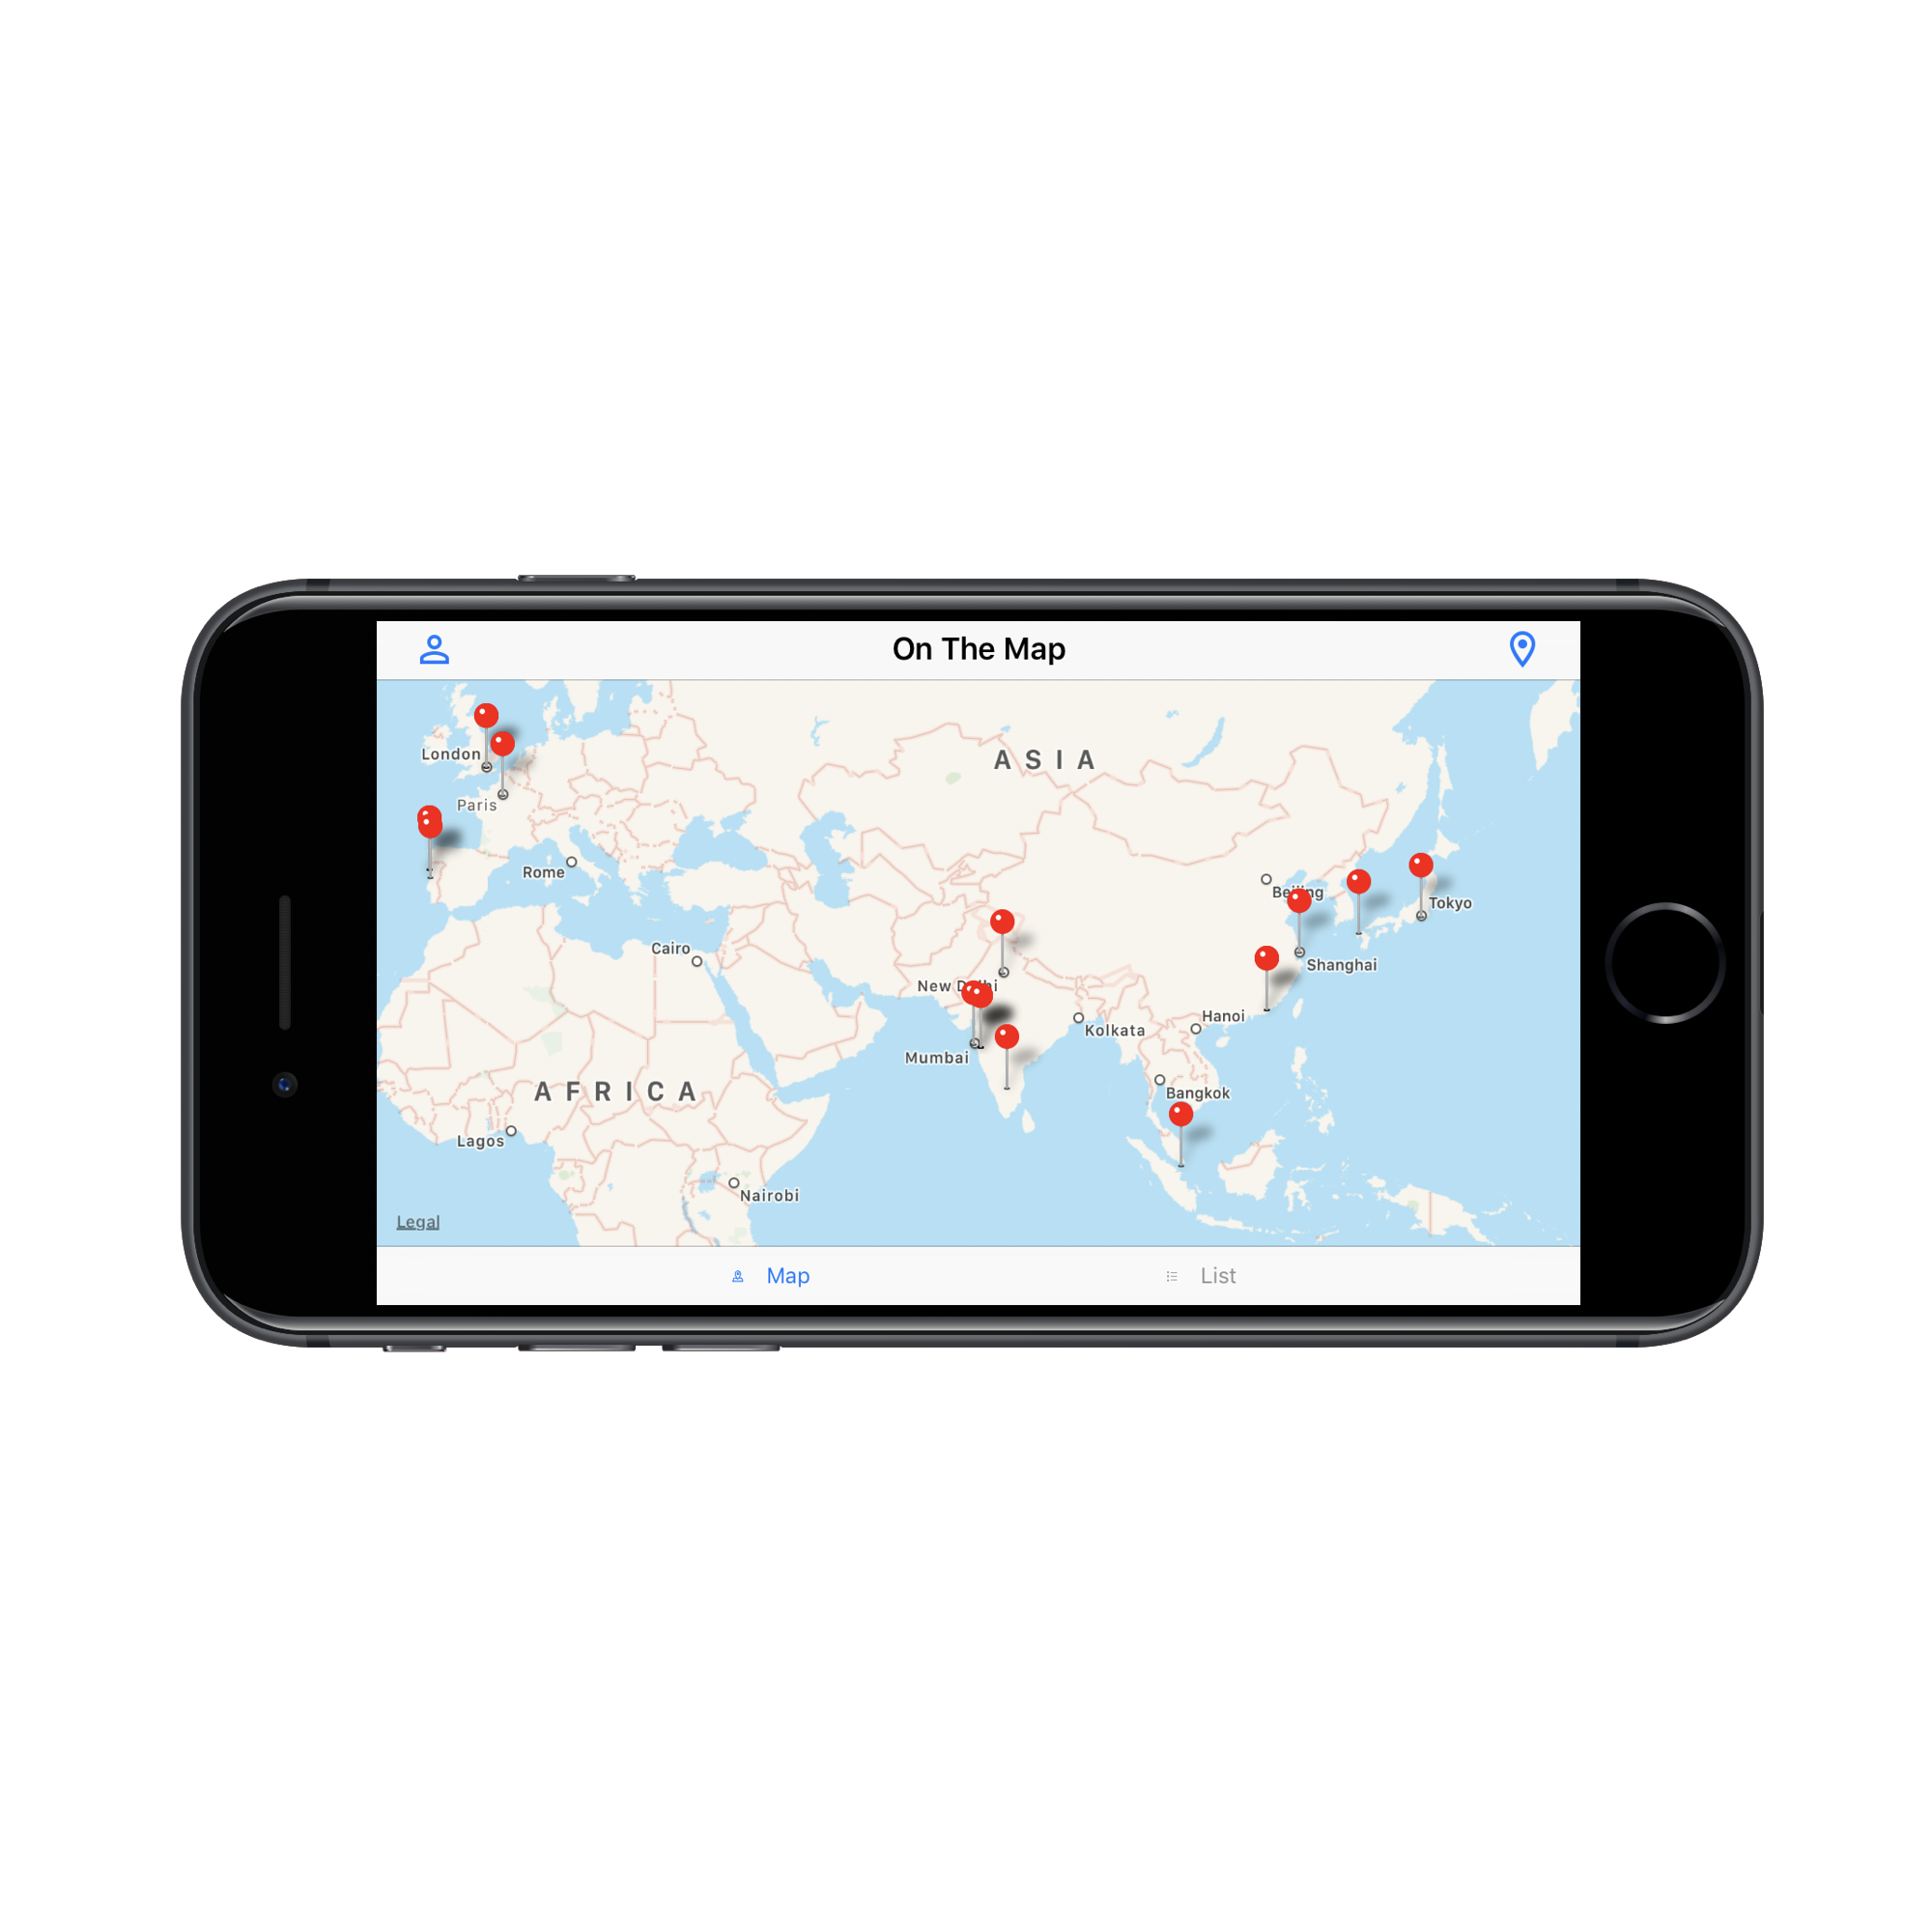 On The Map
ASIA
London
Paris
Rome
Beijing
Tokyo
Cairo
Shanghai
New Delhi
Hanoi
Kolkata
Mumbai
AFRICA
Bangkok
Lagos
Nairobi
Legal
Map
List